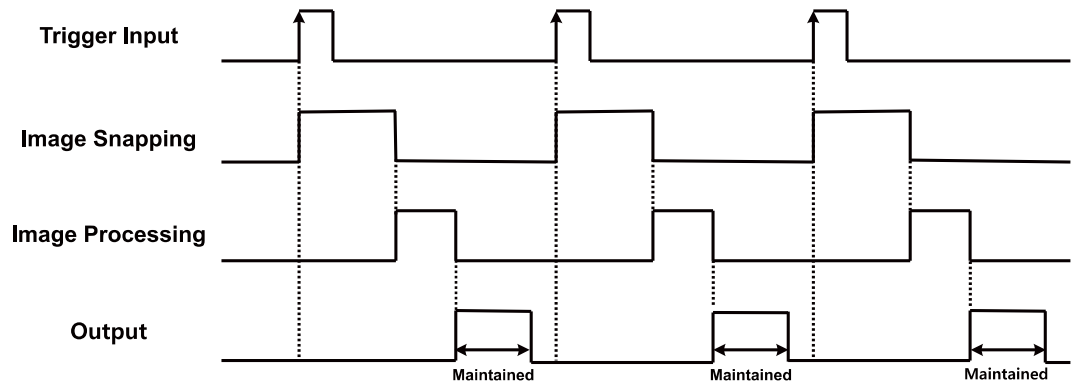 Trigger Input
Image Snapping
Image Processing
Output
Maintained
Maintained
Maintained